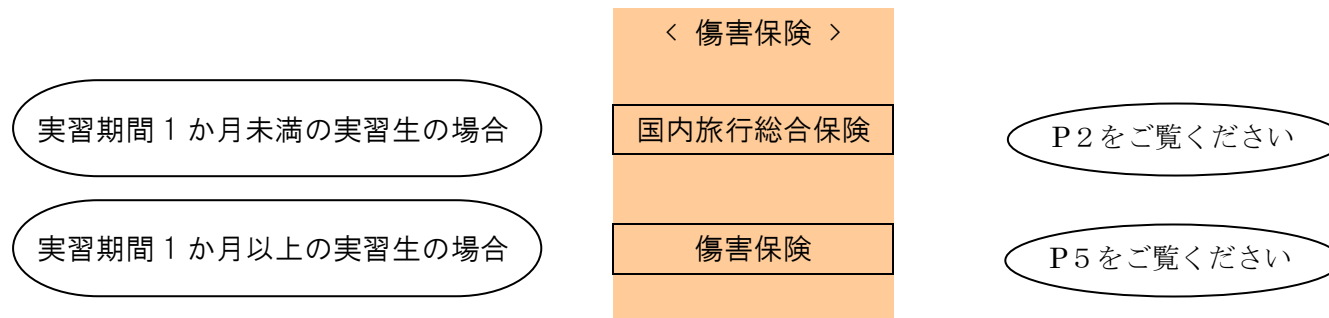 < 傷害保険 >
実習期間1か月未満の実習生の場合
国内旅行総合保険
P2をご覧ください
実習期間1か月以上の実習生の場合
傷害保険
P5をご覧ください